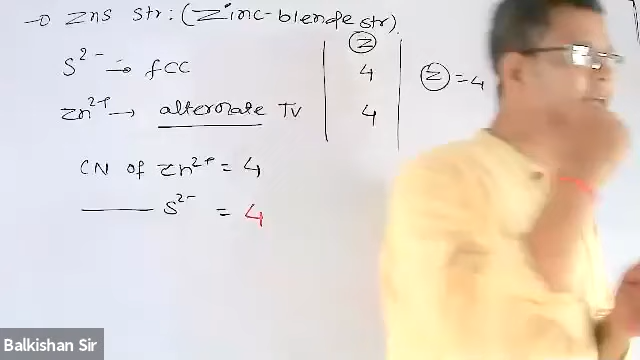 → ZnS str: (Zinc-blende str).
Z
S²⁻ → fCC 4
Z = 4
Zn²⁺ → alternate TV 4
CN of Zn²⁺ = 4
——— S²⁻ = 4
Balkishan Sir